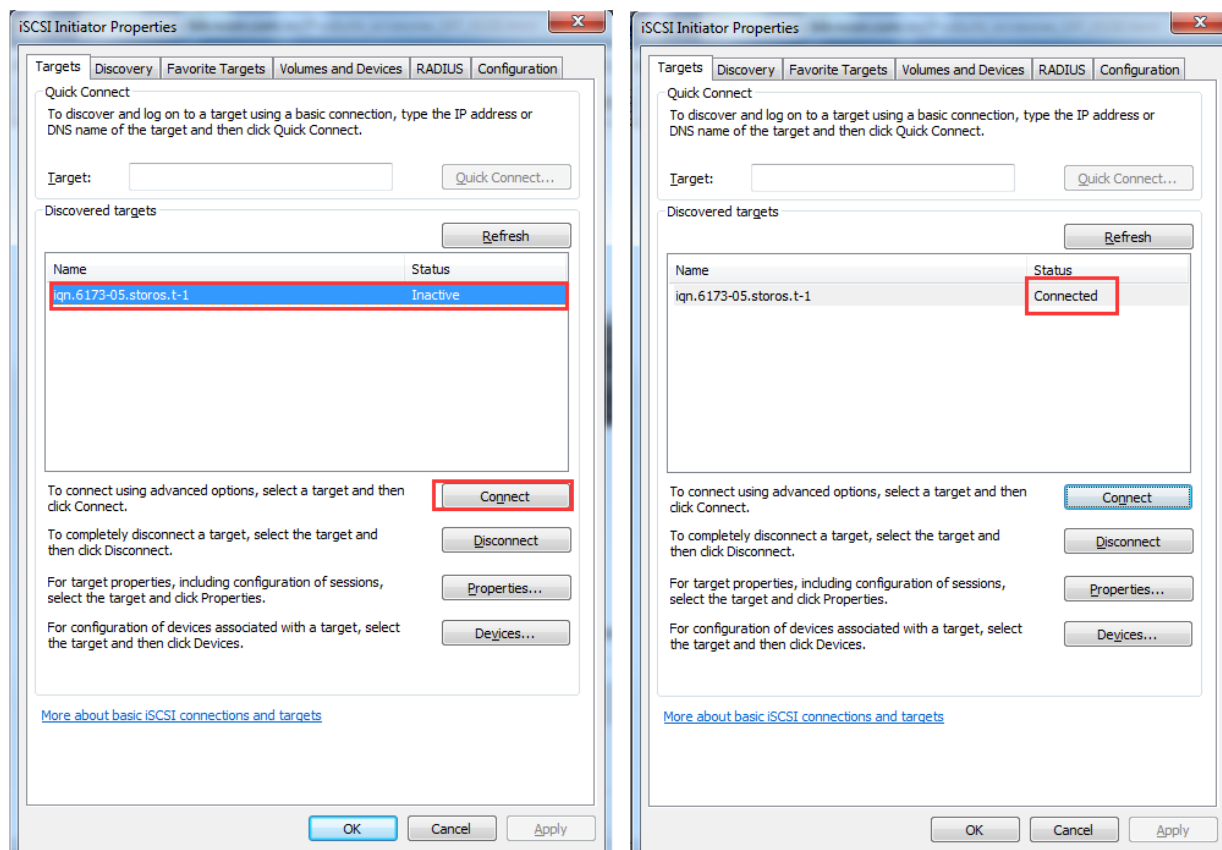 iSCSI Initiator Properties
Targets Discovery Favorite Targets Volumes and Devices RADIUS Configuration
Quick Connect
To discover and log on to a target using a basic connection, type the IP address or
DNS name of the target and then click Quick Connect.
Target:
Quick Connect...
Discovered targets
Refresh
Name Status
iqn.6173-05.storos.t-1 Inactive
To connect using advanced options, select a target and then
click Connect.
Connect
To completely disconnect a target, select the target and
then click Disconnect.
Disconnect
For target properties, including configuration of sessions,
select the target and click Properties.
Properties...
For configuration of devices associated with a target, select
the target and then click Devices.
Devices...
More about basic iSCSI connections and targets
OK Cancel Apply
iSCSI Initiator Properties
Targets Discovery Favorite Targets Volumes and Devices RADIUS Configuration
Quick Connect
To discover and log on to a target using a basic connection, type the IP address or
DNS name of the target and then click Quick Connect.
Target:
Quick Connect...
Discovered targets
Refresh
Name Status
iqn.6173-05.storos.t-1 Connected
To connect using advanced options, select a target and then
click Connect.
Connect
To completely disconnect a target, select the target and
then click Disconnect.
Disconnect
For target properties, including configuration of sessions,
select the target and click Properties.
Properties...
For configuration of devices associated with a target, select
the target and then click Devices.
Devices...
More about basic iSCSI connections and targets
OK Cancel Apply